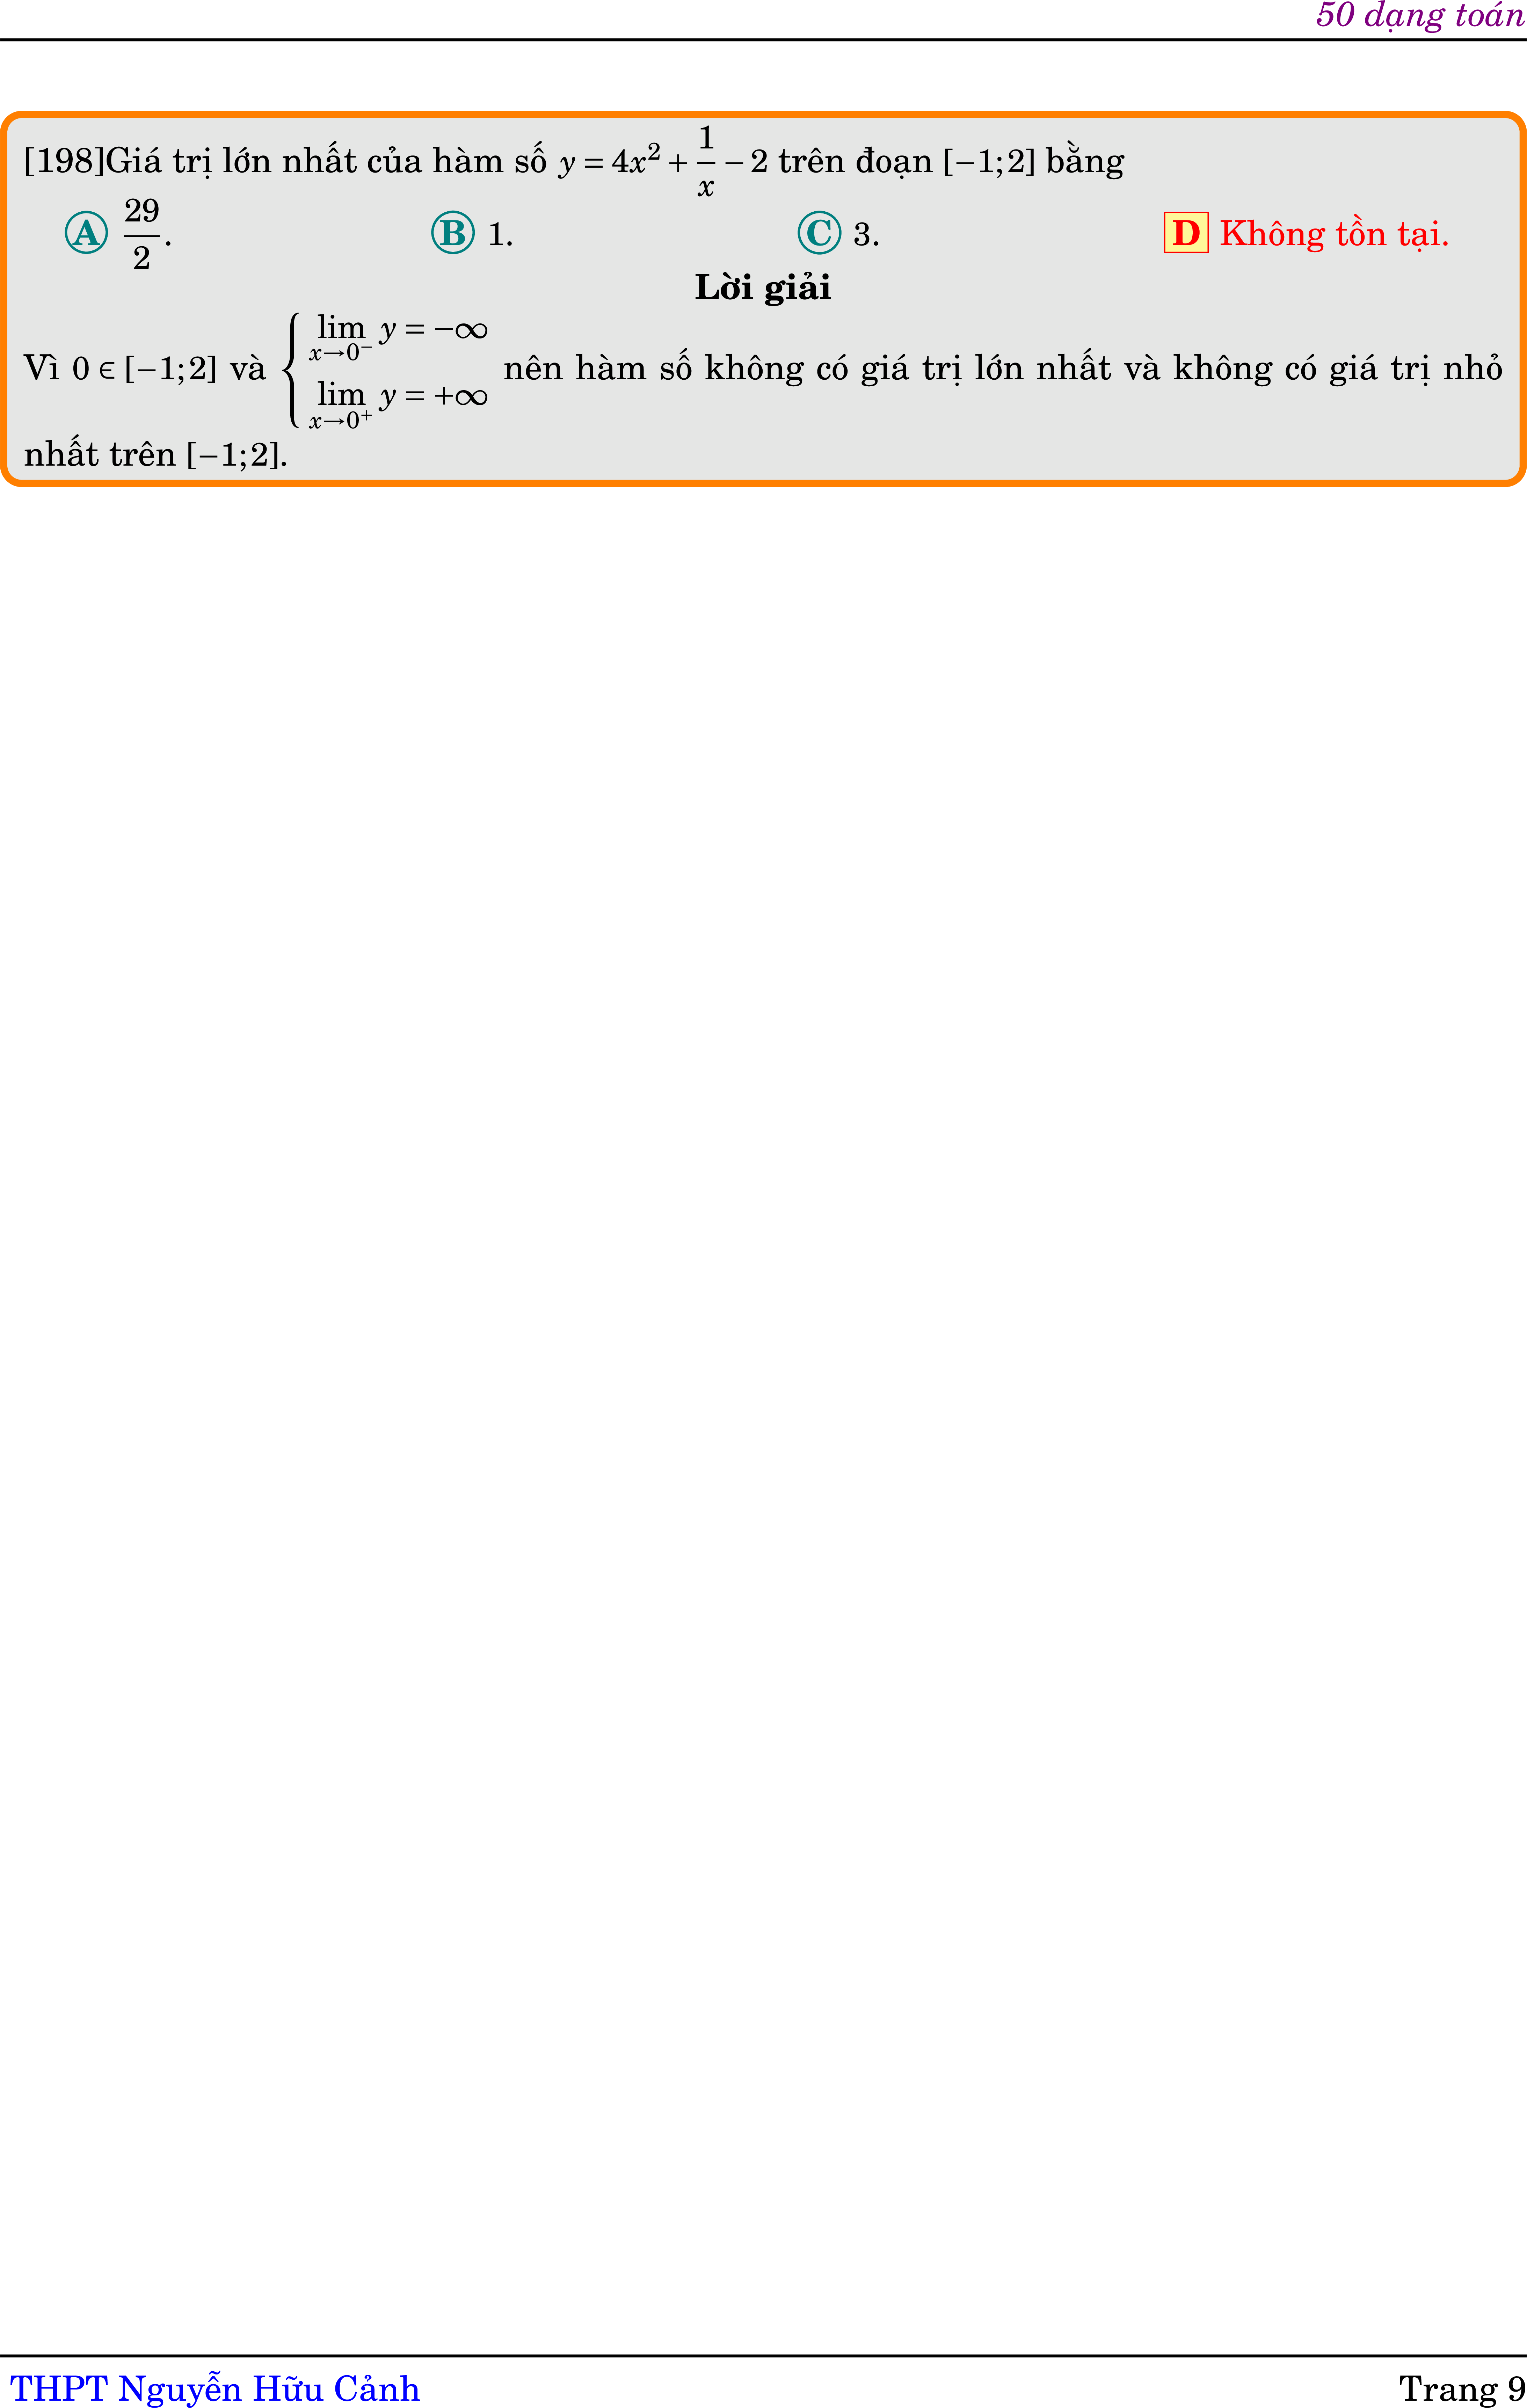 50 dạng toán
[198]Giá trị lớn nhất của hàm số $y = 4x^2 + \dfrac{1}{x} - 2$ trên đoạn $[-1;2]$ bằng
A $\dfrac{29}{2}$. B 1. C 3. D Không tồn tại.
Lời giải
Vì $0 \in [-1;2]$ và $\begin{cases} \lim\limits_{x \to 0^-} y = -\infty \\ \lim\limits_{x \to 0^+} y = +\infty \end{cases}$ nên hàm số không có giá trị lớn nhất và không có giá trị nhỏ
nhất trên $[-1;2]$.
THPT Nguyễn Hữu Cảnh Trang 9